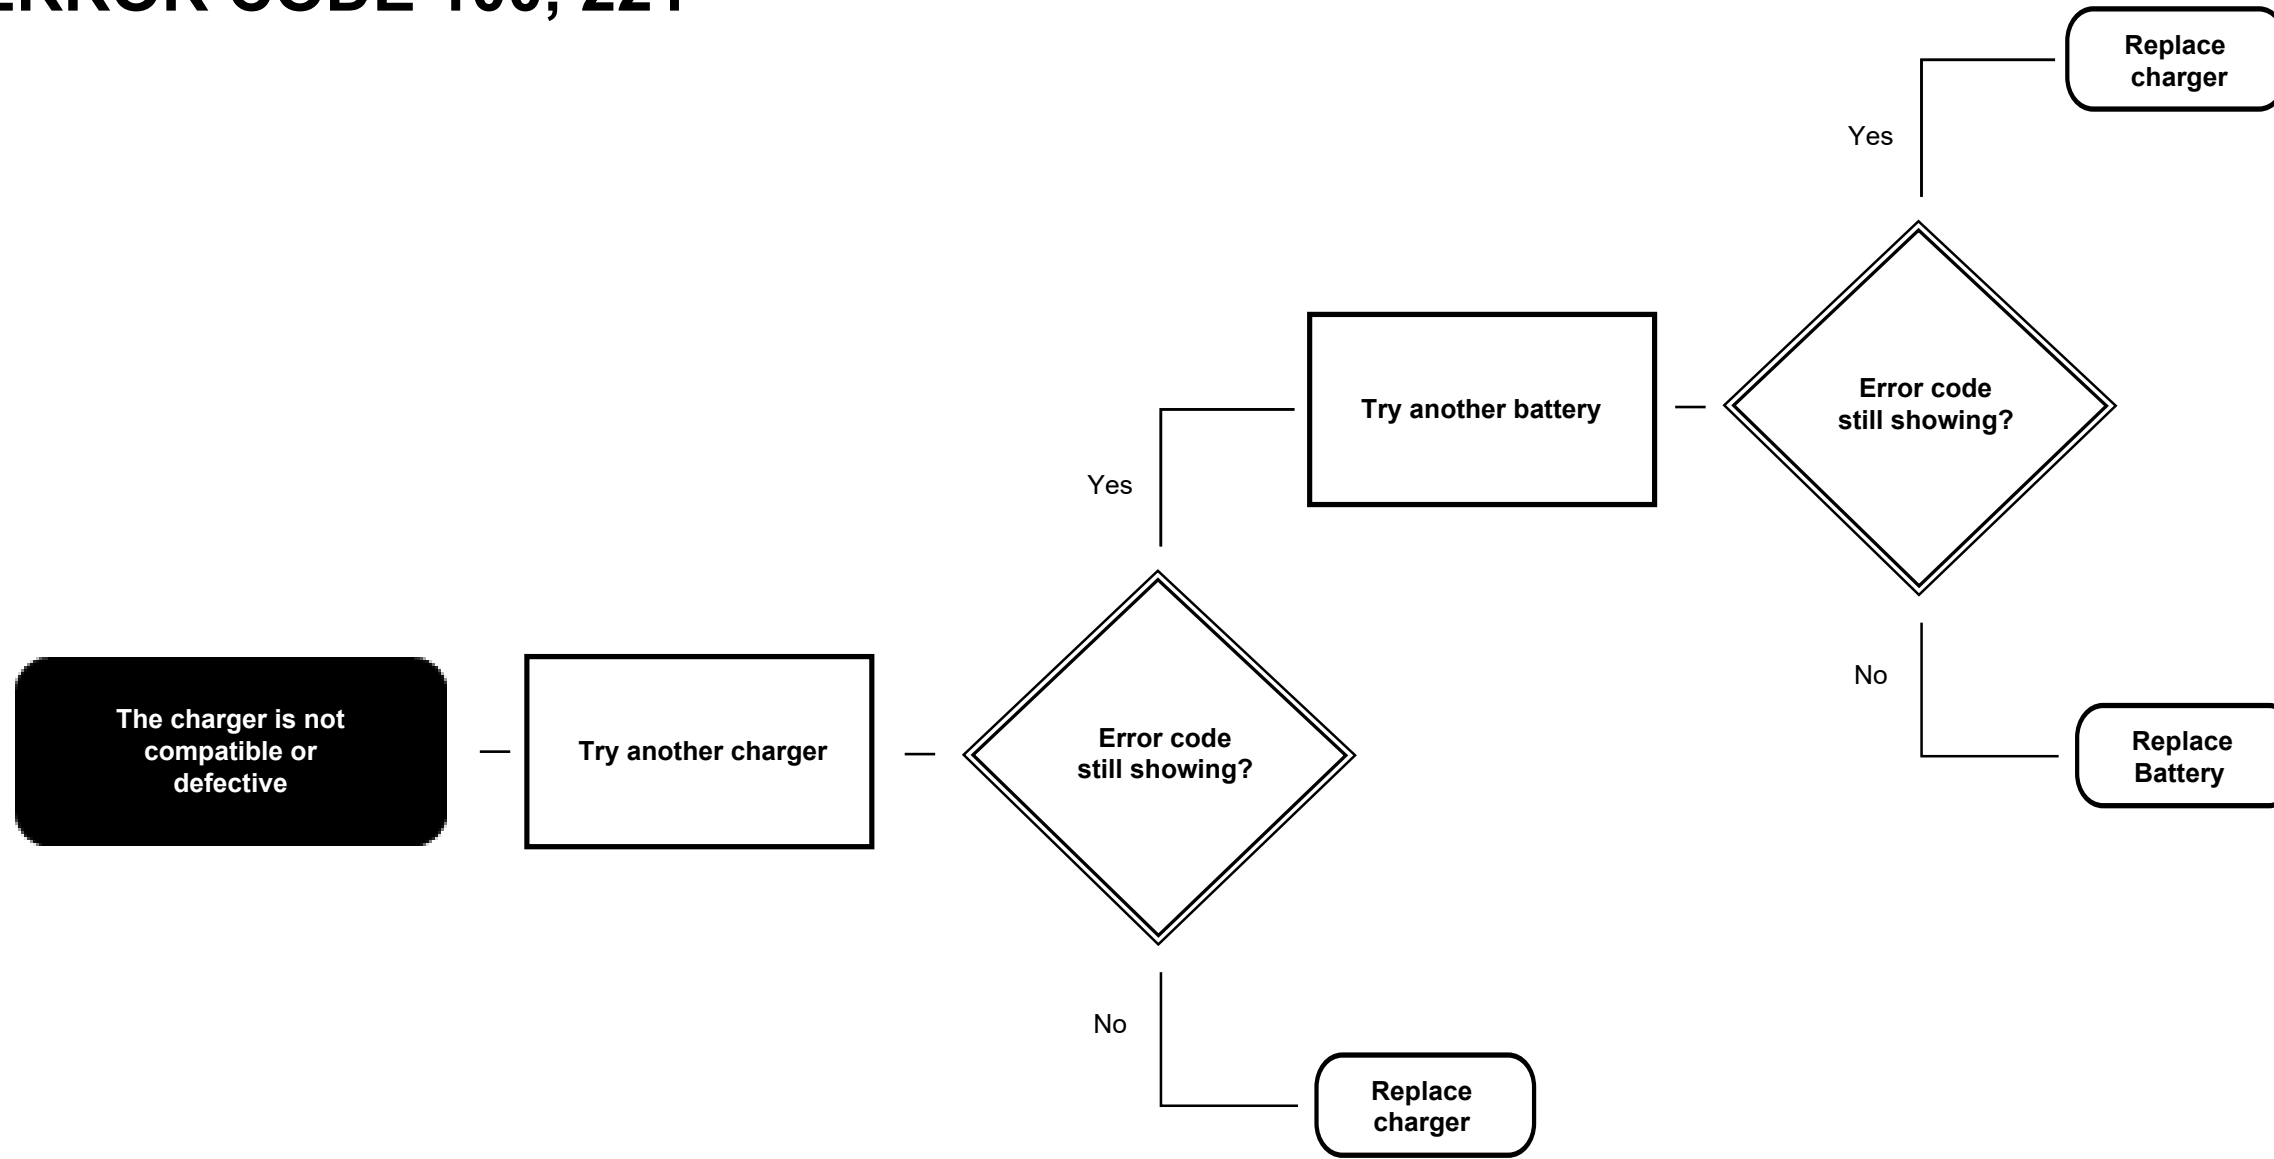 Replace
charger
Yes
Error code
still showing?
Try another battery
Yes
No
The charger is not
compatible or
defective
Try another charger
Error code
still showing?
Replace
Battery
No
Replace
charger